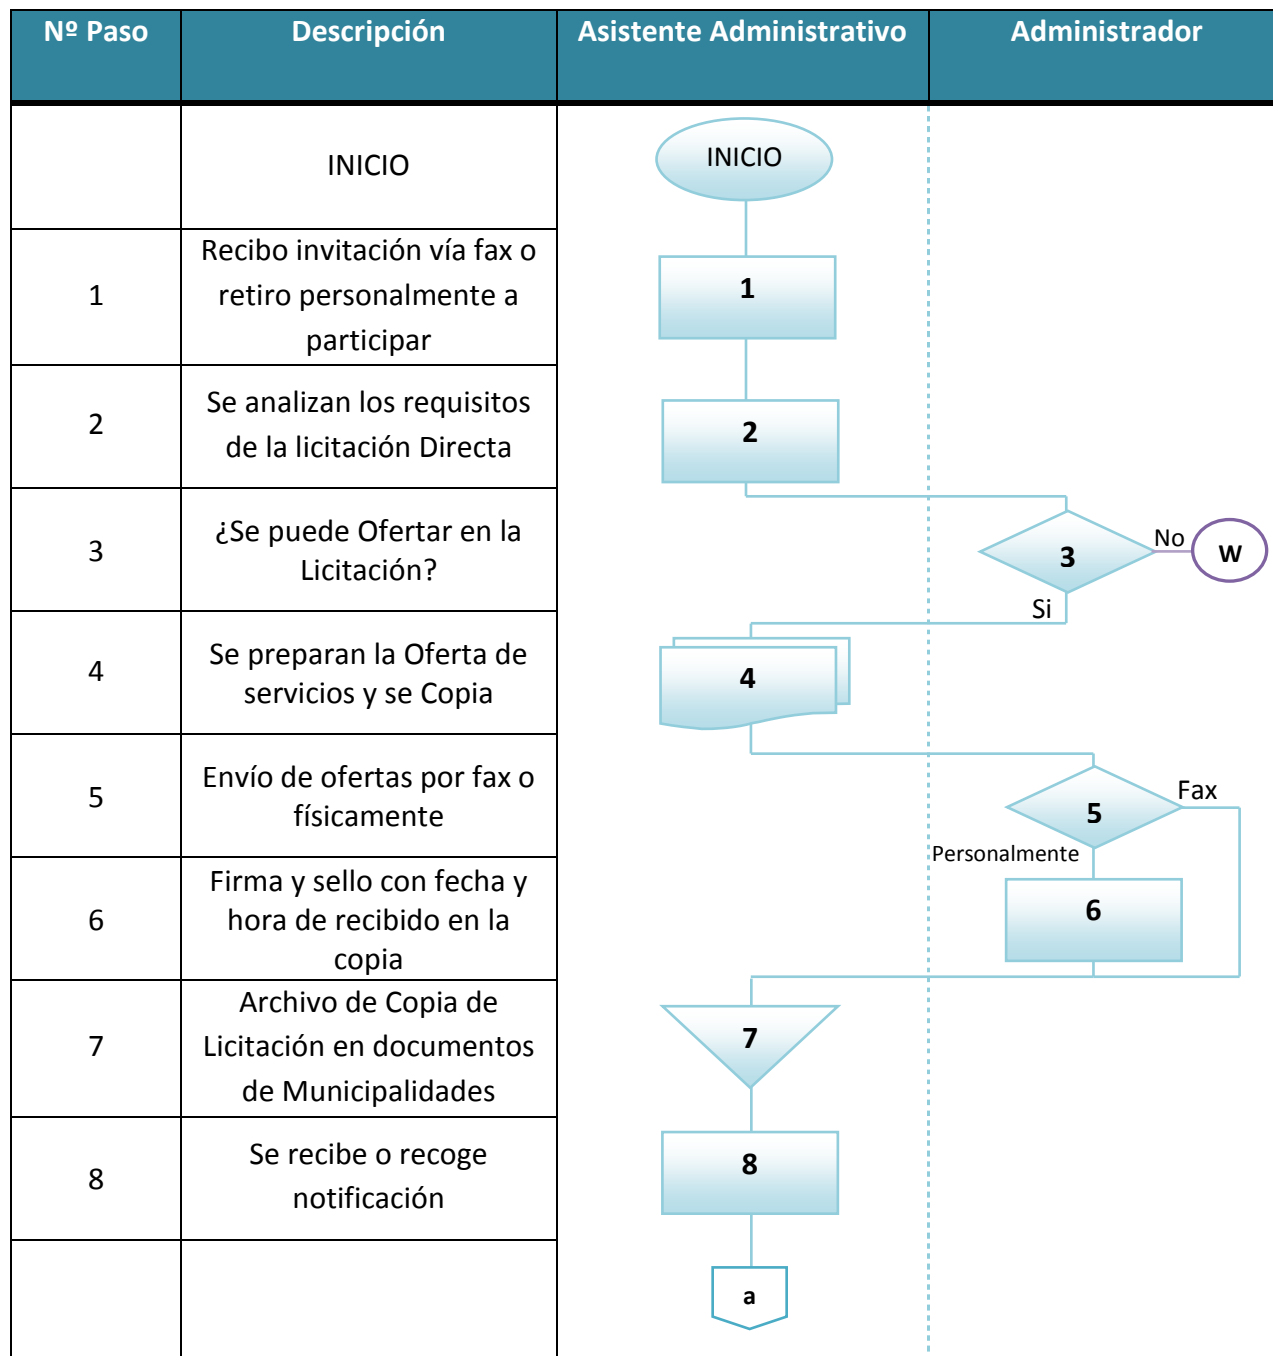 Nº Paso
Descripción
Asistente Administrativo
Administrador
INICIO
INICIO
1
Recibo invitación vía fax o
retiro personalmente a
participar
1
2
Se analizan los requisitos
de la licitación Directa
2
3
¿Se puede Ofertar en la
Licitación?
3
No
W
Si
4
Se preparan la Oferta de
servicios y se Copia
4
5
Envío de ofertas por fax o
físicamente
5
Fax
Personalmente
6
Firma y sello con fecha y
hora de recibido en la
copia
6
7
Archivo de Copia de
Licitación en documentos
de Municipalidades
7
8
Se recibe o recoge
notificación
8
a